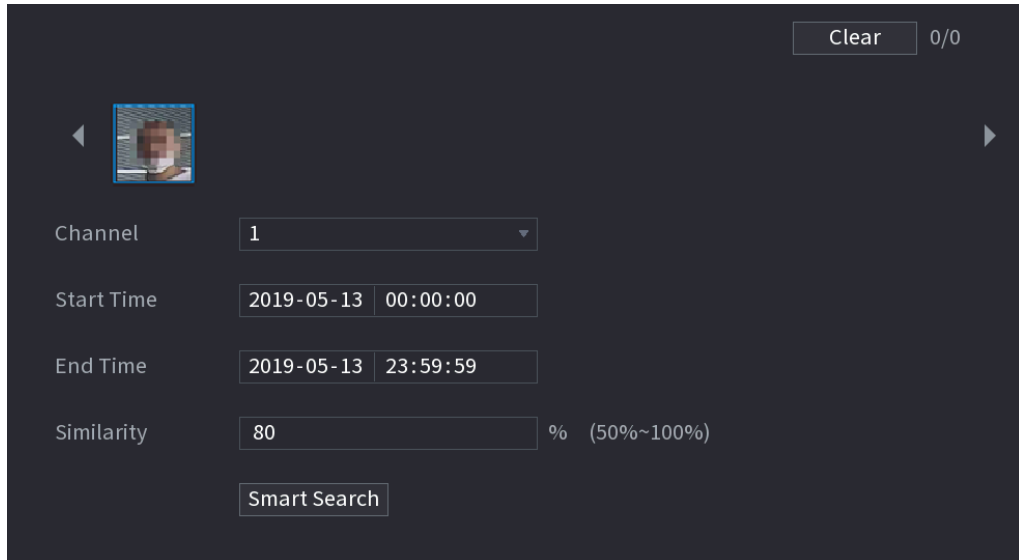 Clear 0/0
Channel 1
Start Time 2019-05-13 00:00:00
End Time 2019-05-13 23:59:59
Similarity 80 % (50%~100%)
Smart Search